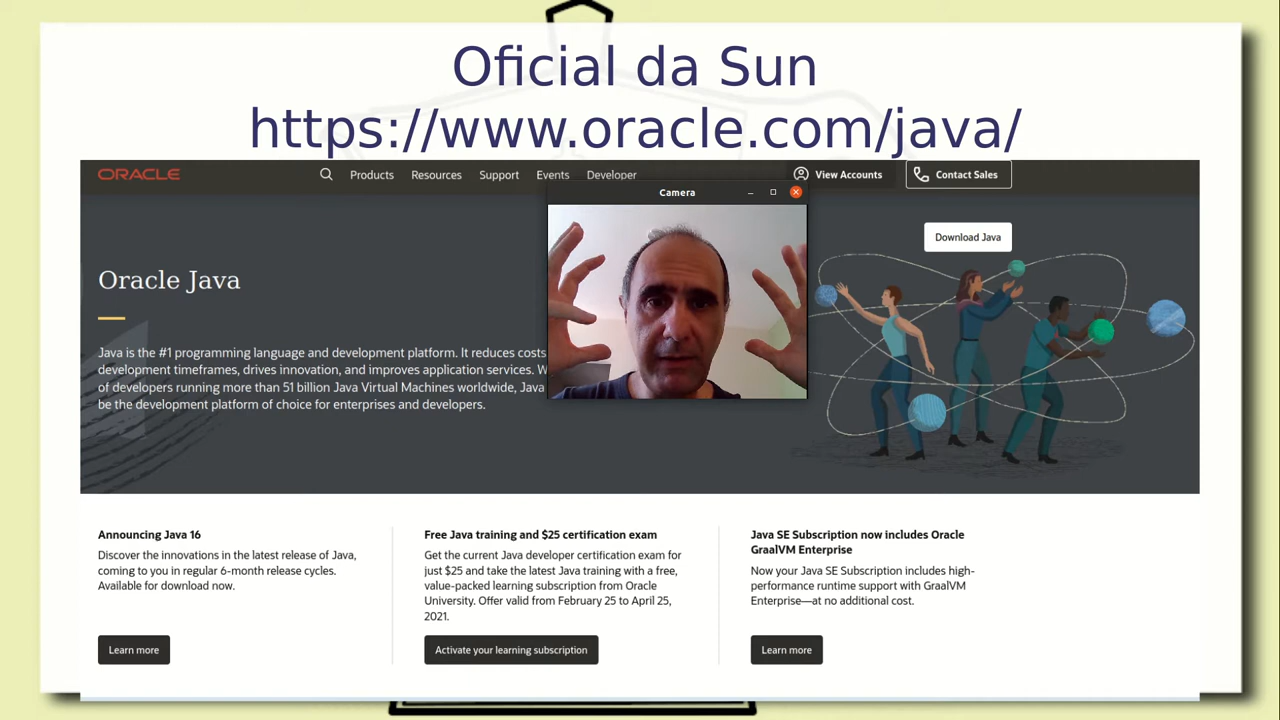 Oficial da Sun
https://www.oracle.com/java/
ORACLE
Products
Resources
Support
Events
Developer
View Accounts
Contact Sales
Camera
Download Java
Oracle Java
Java is the #1 programming language and development platform. It reduces costs
development timeframes, drives innovation, and improves application services. W
of developers running more than 51 billion Java Virtual Machines worldwide, Java
be the development platform of choice for enterprises and developers.
Announcing Java 16
Discover the innovations in the latest release of Java,
coming to you in regular 6-month release cycles.
Available for download now.
Learn more
Free Java training and $25 certification exam
Get the current Java developer certification exam for
just $25 and take the latest Java training with a free,
value-packed learning subscription from Oracle
University. Offer valid from February 25 to April 25,
2021.
Activate your learning subscription
Java SE Subscription now includes Oracle
GraalVM Enterprise
Now your Java SE Subscription includes high-
performance runtime support with GraalVM
Enterprise—at no additional cost.
Learn more